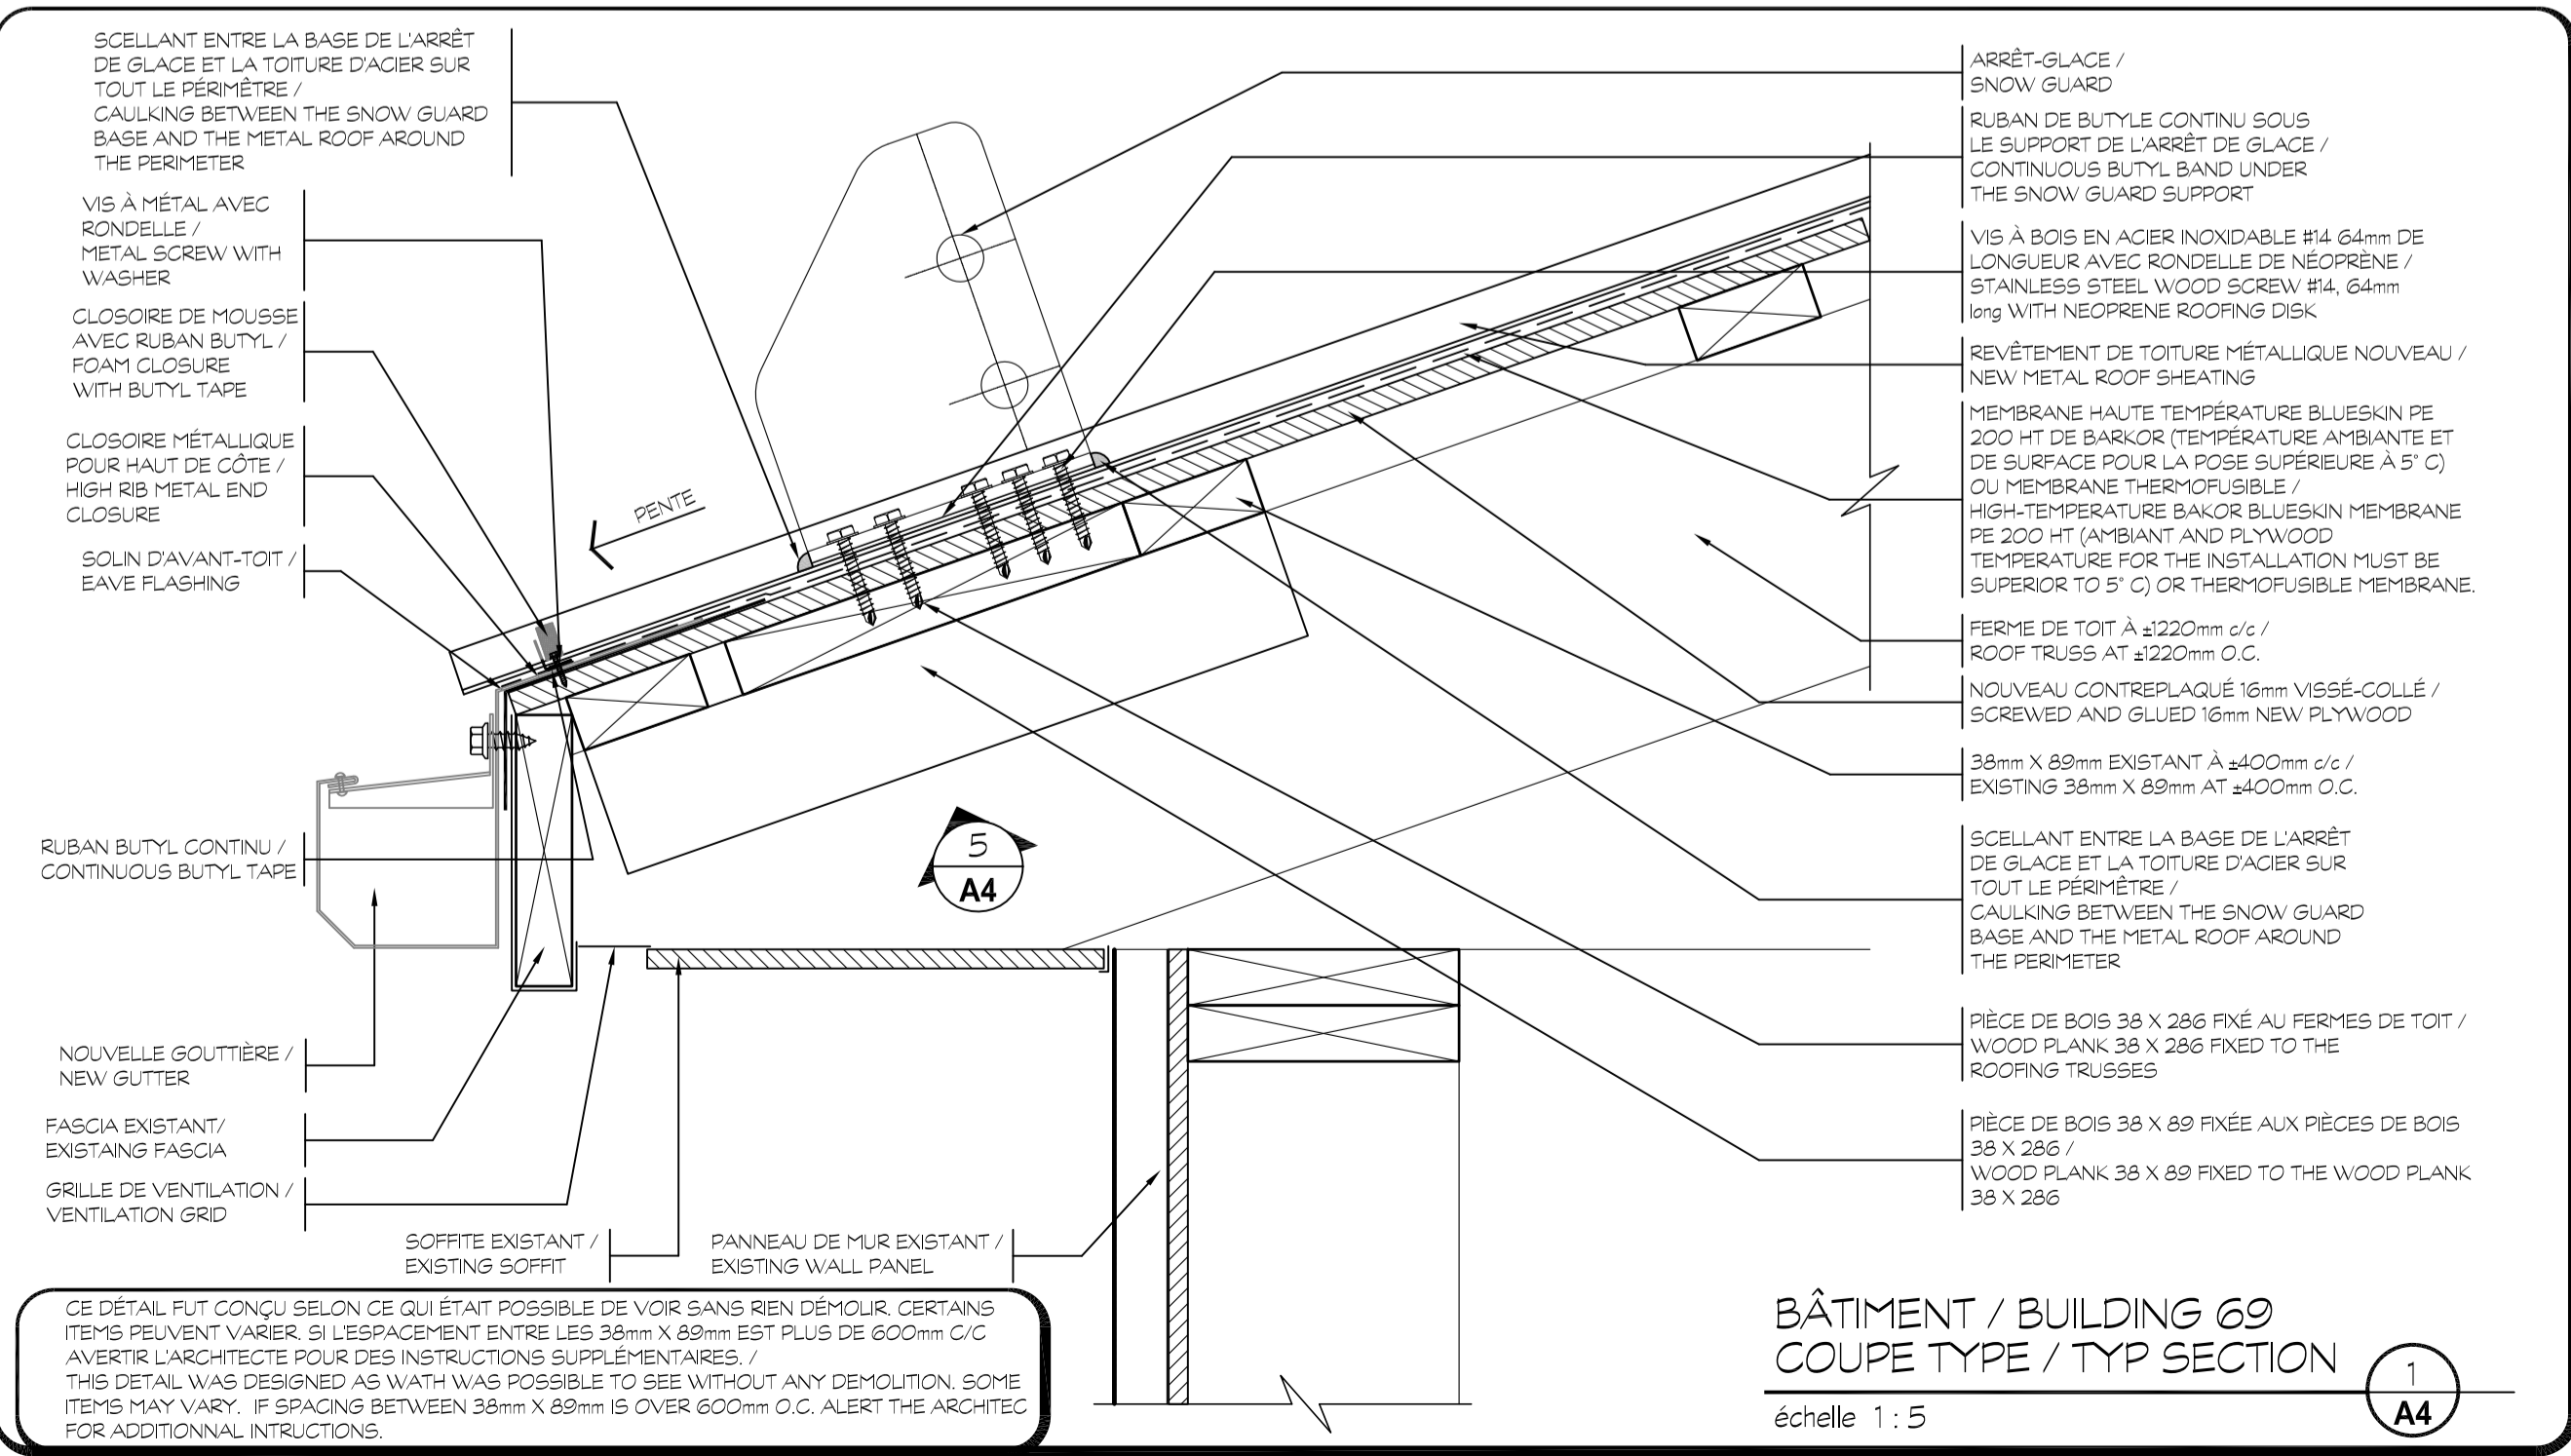 SCELLANT ENTRE LA BASE DE L'ARRÊT
DE GLACE ET LA TOITURE D'ACIER SUR
TOUT LE PÉRIMÊTRE /
CAULKING BETWEEN THE SNOW GUARD
BASE AND THE METAL ROOF AROUND
THE PERIMETER
VIS À MÉTAL AVEC
RONDELLE /
METAL SCREW WITH
WASHER
CLOSOIRE DE MOUSSE
AVEC RUBAN BUTYL /
FOAM CLOSURE
WITH BUTYL TAPE
CLOSOIRE MÉTALLIQUE
POUR HAUT DE CÔTE /
HIGH RIB METAL END
CLOSURE
SOLIN D'AVANT-TOIT /
EAVE FLASHING
RUBAN BUTYL CONTINU /
CONTINUOUS BUTYL TAPE
NOUVELLE GOUTTIÈRE /
NEW GUTTER
FASCIA EXISTANT/
EXISTAING FASCIA
GRILLE DE VENTILATION /
VENTILATION GRID
SOFFITE EXISTANT /
EXISTING SOFFIT
PANNEAU DE MUR EXISTANT /
EXISTING WALL PANEL
PENTE
5
A4
ARRÊT-GLACE /
SNOW GUARD
RUBAN DE BUTYLE CONTINU SOUS
LE SUPPORT DE L'ARRÊT DE GLACE /
CONTINUOUS BUTYL BAND UNDER
THE SNOW GUARD SUPPORT
VIS À BOIS EN ACIER INOXIDABLE #14 64mm DE
LONGUEUR AVEC RONDELLE DE NÉOPRÈNE /
STAINLESS STEEL WOOD SCREW #14, 64mm
long WITH NEOPRENE ROOFING DISK
REVÊTEMENT DE TOITURE MÉTALLIQUE NOUVEAU /
NEW METAL ROOF SHEATING
MEMBRANE HAUTE TEMPÉRATURE BLUESKIN PE
200 HT DE BARKOR (TEMPÉRATURE AMBIANTE ET
DE SURFACE POUR LA POSE SUPÉRIEURE À 5° C)
OU MEMBRANE THERMOFUSIBLE /
HIGH-TEMPERATURE BAKOR BLUESKIN MEMBRANE
PE 200 HT (AMBIANT AND PLYWOOD
TEMPERATURE FOR THE INSTALLATION MUST BE
SUPERIOR TO 5° C) OR THERMOFUSIBLE MEMBRANE.
FERME DE TOIT À ±1220mm c/c /
ROOF TRUSS AT ±1220mm O.C.
NOUVEAU CONTREPLAQUÉ 16mm VISSÉ-COLLÉ /
SCREWED AND GLUED 16mm NEW PLYWOOD
38mm X 89mm EXISTANT À ±400mm c/c /
EXISTING 38mm X 89mm AT ±400mm O.C.
SCELLANT ENTRE LA BASE DE L'ARRÊT
DE GLACE ET LA TOITURE D'ACIER SUR
TOUT LE PÉRIMÊTRE /
CAULKING BETWEEN THE SNOW GUARD
BASE AND THE METAL ROOF AROUND
THE PERIMETER
PIÈCE DE BOIS 38 X 286 FIXÉ AU FERMES DE TOIT /
WOOD PLANK 38 X 286 FIXED TO THE
ROOFING TRUSSES
PIÈCE DE BOIS 38 X 89 FIXÉE AUX PIÈCES DE BOIS
38 X 286 /
WOOD PLANK 38 X 89 FIXED TO THE WOOD PLANK
38 X 286
CE DÉTAIL FUT CONÇU SELON CE QUI ÉTAIT POSSIBLE DE VOIR SANS RIEN DÉMOLIR. CERTAINS
ITEMS PEUVENT VARIER. SI L'ESPACEMENT ENTRE LES 38mm X 89mm EST PLUS DE 600mm C/C
AVERTIR L'ARCHITECTE POUR DES INSTRUCTIONS SUPPLÉMENTAIRES. /
THIS DETAIL WAS DESIGNED AS WATH WAS POSSIBLE TO SEE WITHOUT ANY DEMOLITION. SOME
ITEMS MAY VARY. IF SPACING BETWEEN 38mm X 89mm IS OVER 600mm O.C. ALERT THE ARCHITEC
FOR ADDITIONNAL INTRUCTIONS.
BÂTIMENT / BUILDING 69
COUPE TYPE / TYP SECTION
échelle 1 : 5
1
A4